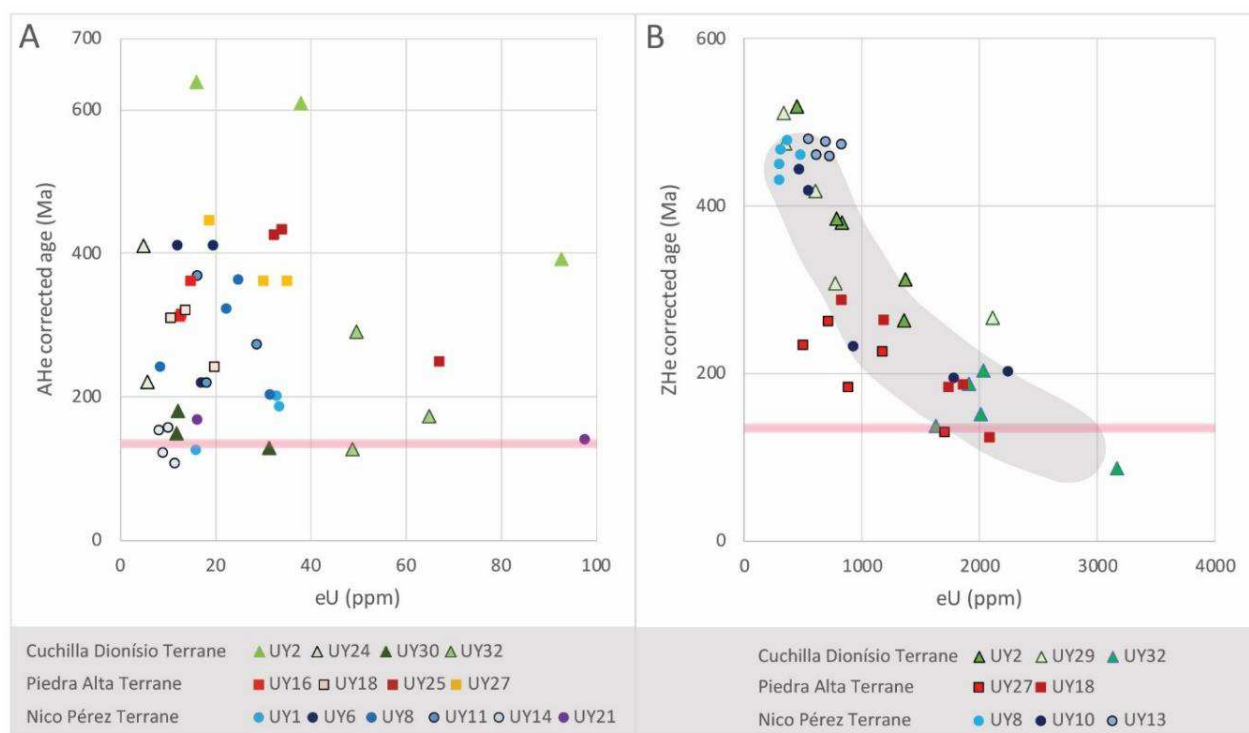 A
700
600
400
200
0
AHe corrected age (Ma)
0 20 40 60 80 100
eU (ppm)
Cuchilla Dionísio Terrane UY2 UY24 UY30 UY32
Piedra Alta Terrane UY16 UY18 UY25 UY27
Nico Pérez Terrane UY1 UY6 UY8 UY11 UY14 UY21
B
600
400
200
0
ZHe corrected age (Ma)
0 1000 2000 3000 4000
eU (ppm)
Cuchilla Dionísio Terrane UY2 UY29 UY32
Piedra Alta Terrane UY27 UY18
Nico Pérez Terrane UY8 UY10 UY13